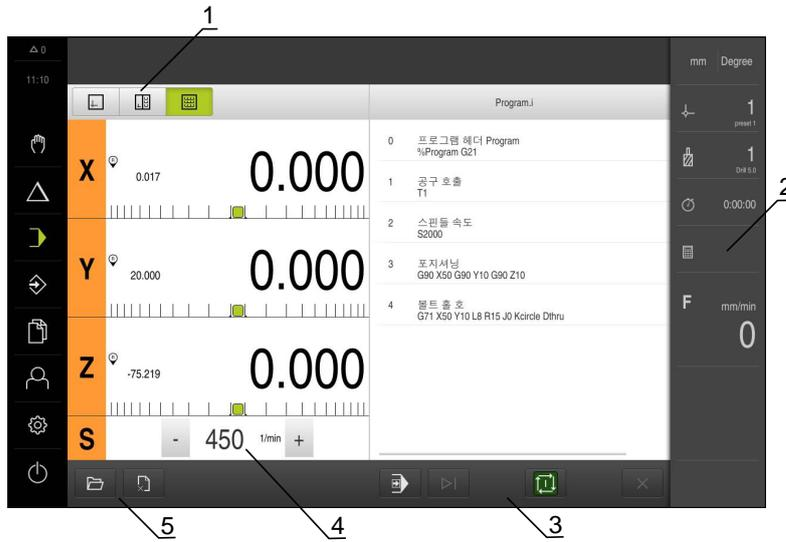 1
0
11:10
mm Degree
Program.i
1
preset 1
1
Drill 5.0
0:00:00
2
F mm/min
0
X 0.017 0.000
Y 20.000 0.000
Z -75.219 0.000
S - 450 1/min +
0 프로그램 헤더 Program
%Program G21
1 공구 호출
T1
2 스핀들 속도
S2000
3 포지셔닝
G90 X50 G90 Y10 G90 Z10
4 볼트 홀 호
G71 X50 Y10 L8 R15 J0 Kcircle Dthru
5
4
3